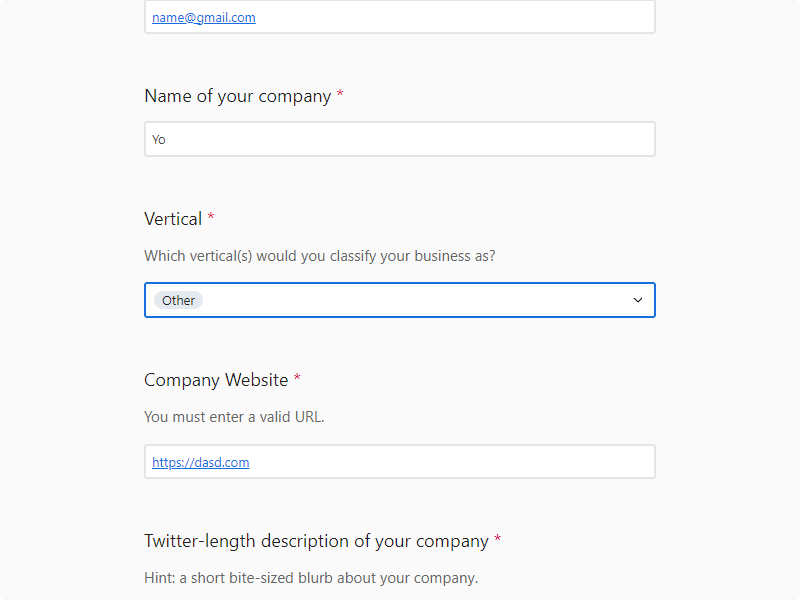 name@gmail.com
Name of your company *
Yo
Vertical *
Which vertical(s) would you classify your business as?
Other
Company Website *
You must enter a valid URL.
https://dasd.com
Twitter-length description of your company *
Hint: a short bite-sized blurb about your company.